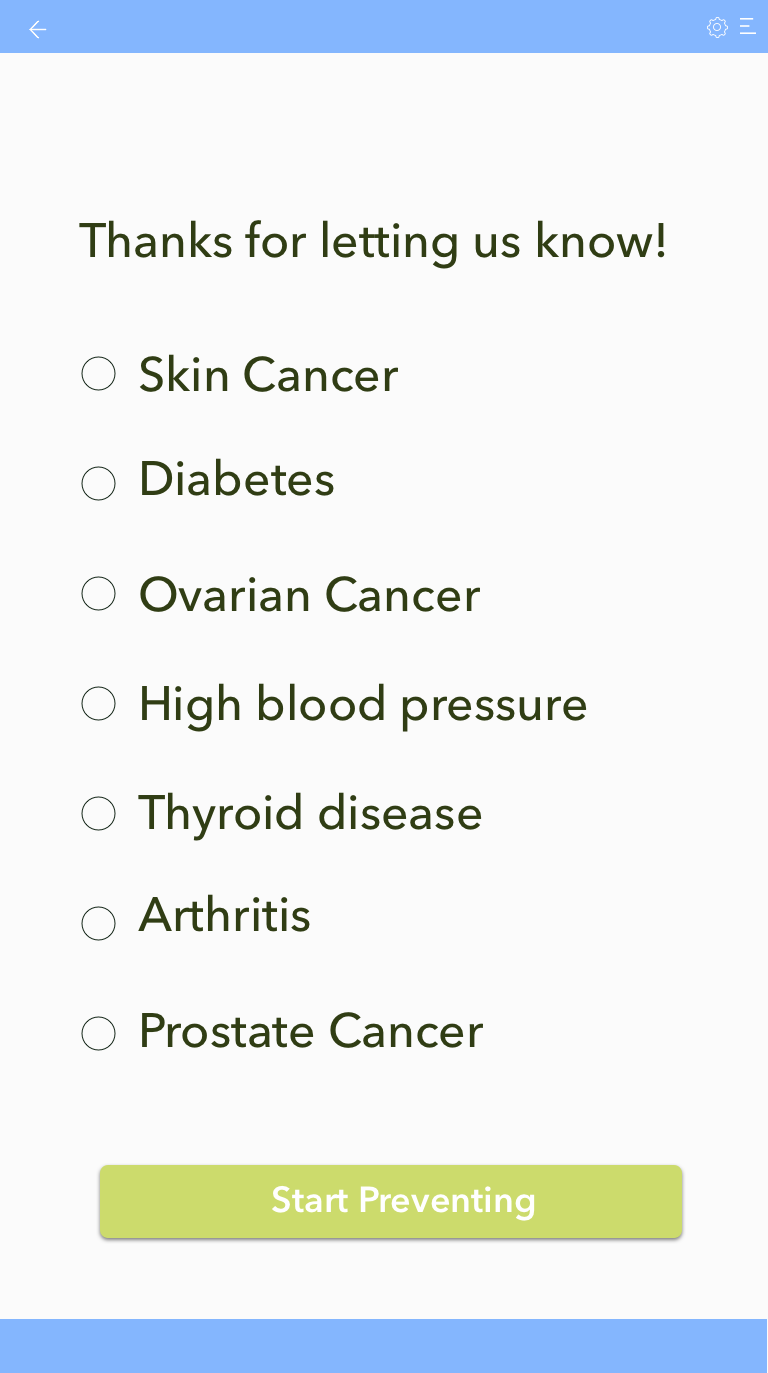 Thanks for letting us know!
Skin Cancer
Diabetes
Ovarian Cancer
High blood pressure
Thyroid disease
Arthritis
Prostate Cancer
Start Preventing